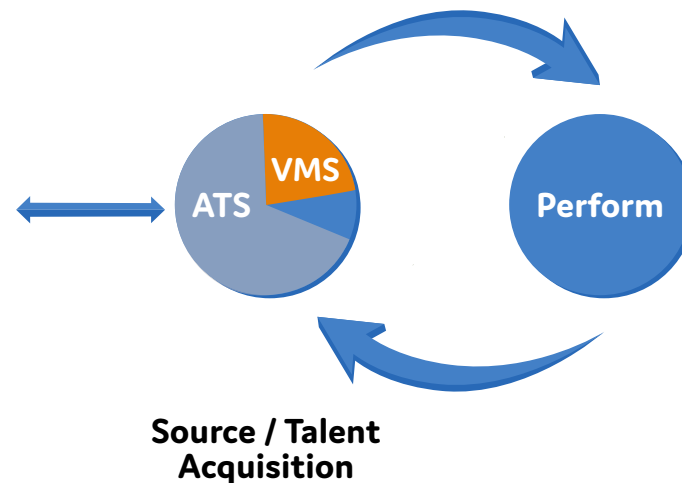 VMS
ATS
Perform
Source / Talent
Acquisition